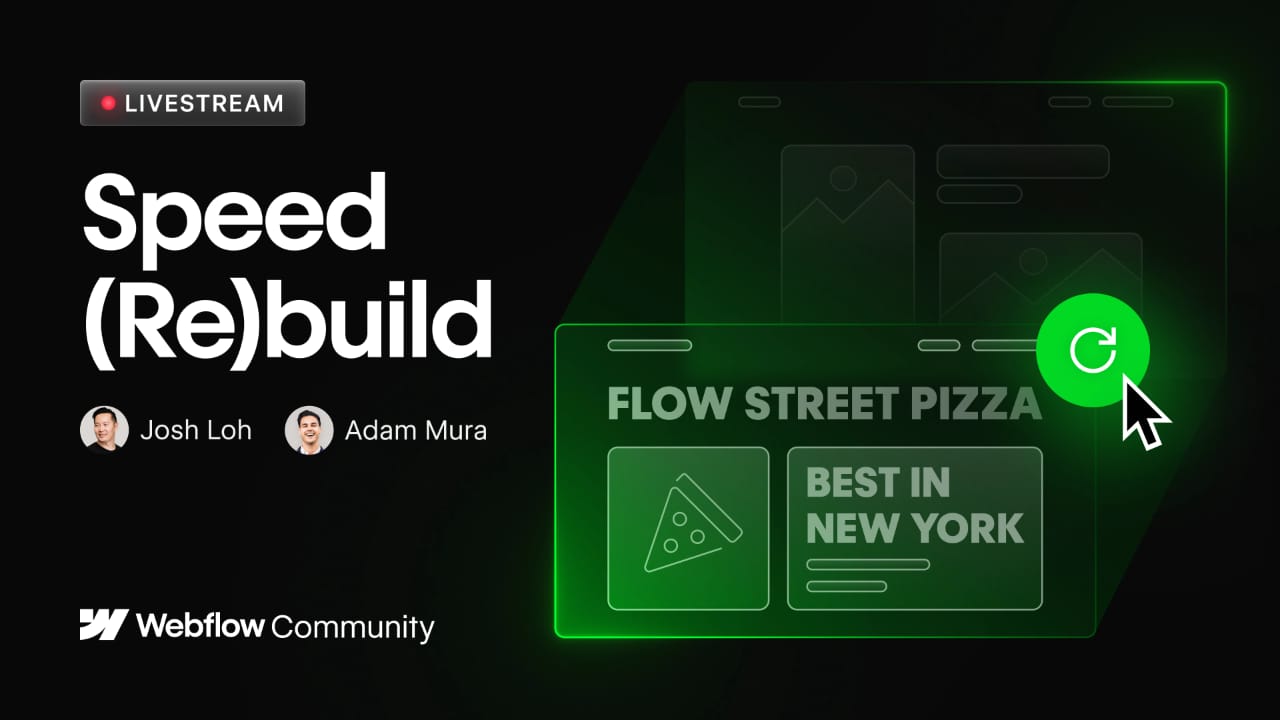 LIVESTREAM
Speed
(Re)build
Josh Loh
Adam Mura
FLOW STREET PIZZA
BEST IN
NEW YORK
Webflow Community